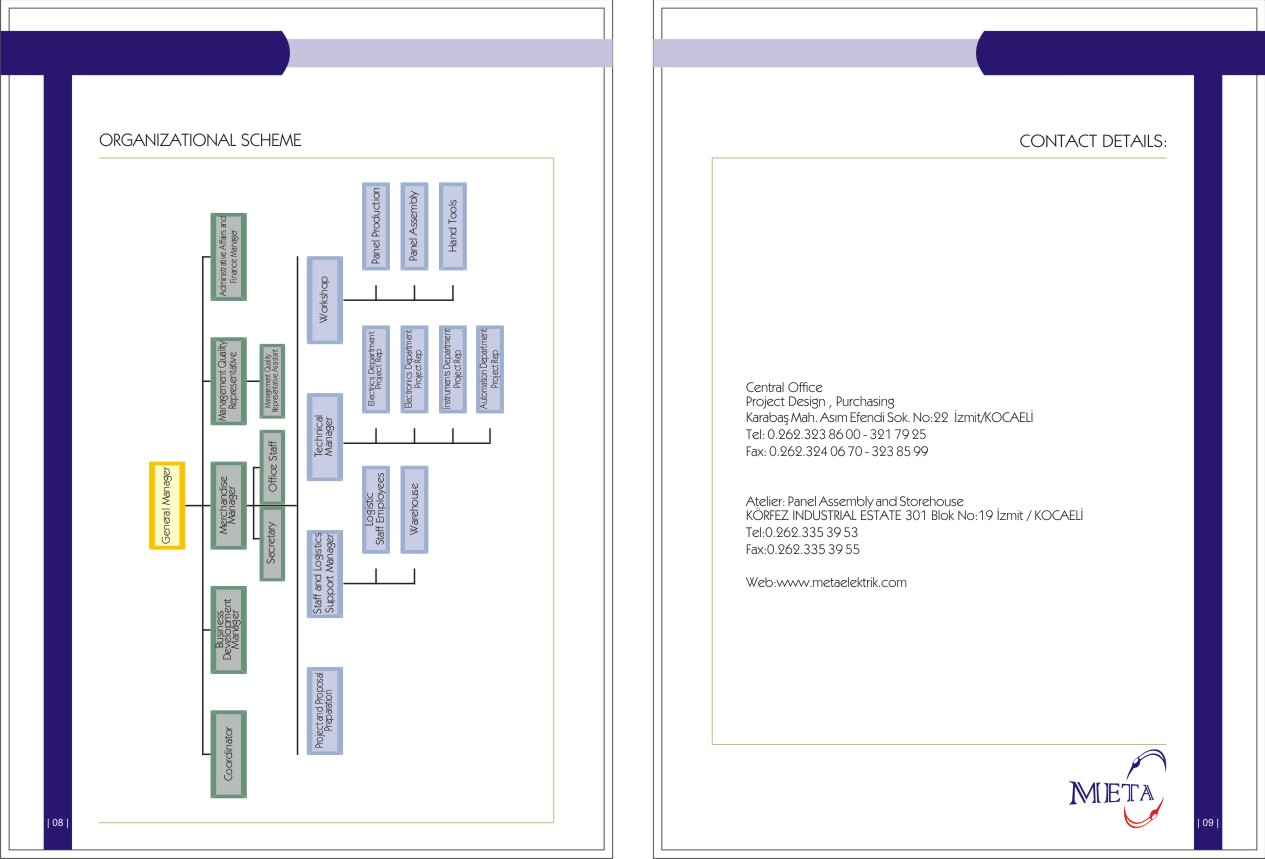 ORGANIZATIONAL SCHEME
General Manager
Coordinator
Business
Development
Manager
Merchandise
Manager
Management Quality
Representative
Administrative Affairs and
Finance Manager
Secretary
Office Staff
Management Quality
Representative Assistant
Project and Proposal
Preparation
Staff and Logistics
Support Manager
Technical
Manager
Workshop
Logistic
Staff Employees
Warehouse
Electrics Department
Project Rep
Electronics Department
Project Rep
Instruments Department
Project Rep
Automation Department
Project Rep
Panel Production
Panel Assembly
Hand Tools
| 08 |
CONTACT DETAILS:
Central Office
Project Design , Purchasing
Karabaş Mah. Asım Efendi Sok. No:22 İzmit/KOCAELİ
Tel: 0.262.323 86 00 - 321 79 25
Fax: 0.262.324 06 70 - 323 85 99
Atelier: Panel Assembly and Storehouse
KÖRFEZ INDUSTRIAL ESTATE 301 Blok No:19 İzmit / KOCAELİ
Tel:0.262.335 39 53
Fax:0.262.335 39 55
Web:www.metaelektrik.com
META
| 09 |